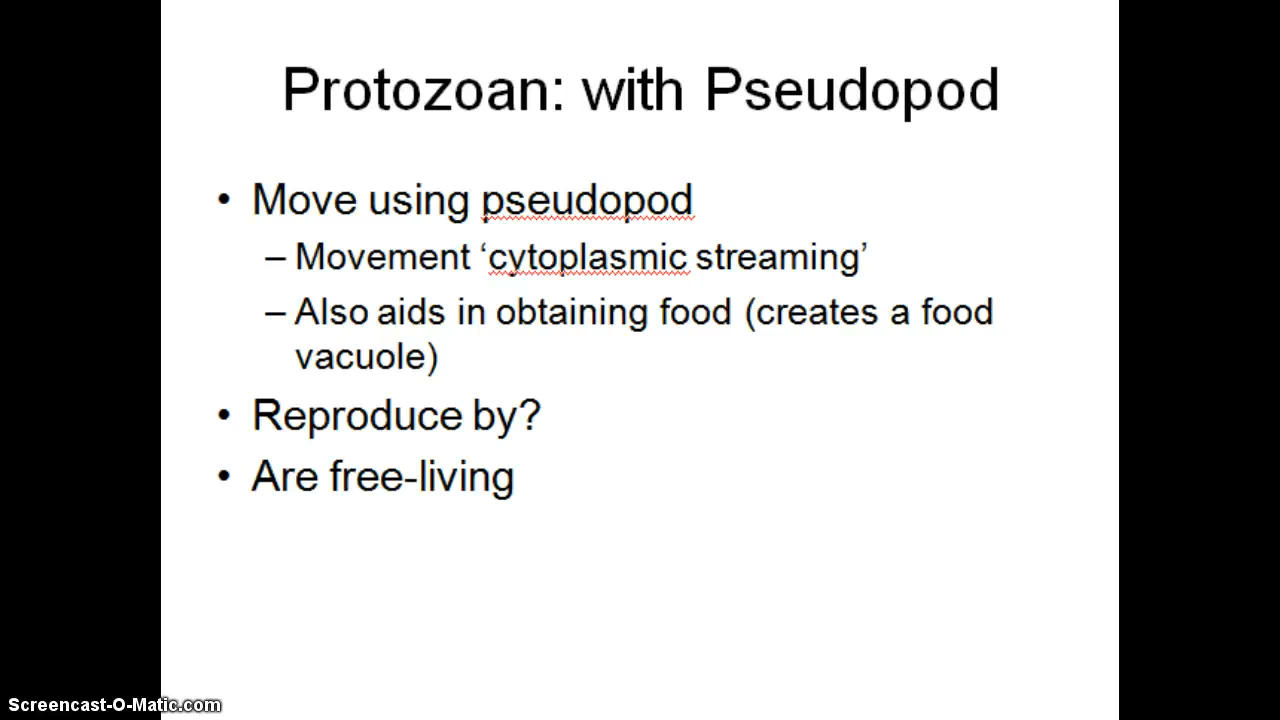 Protozoan: with Pseudopod
• Move using pseudopod
– Movement ‘cytoplasmic streaming’
– Also aids in obtaining food (creates a food
vacuole)
• Reproduce by?
• Are free-living
Screencast-O-Matic.com